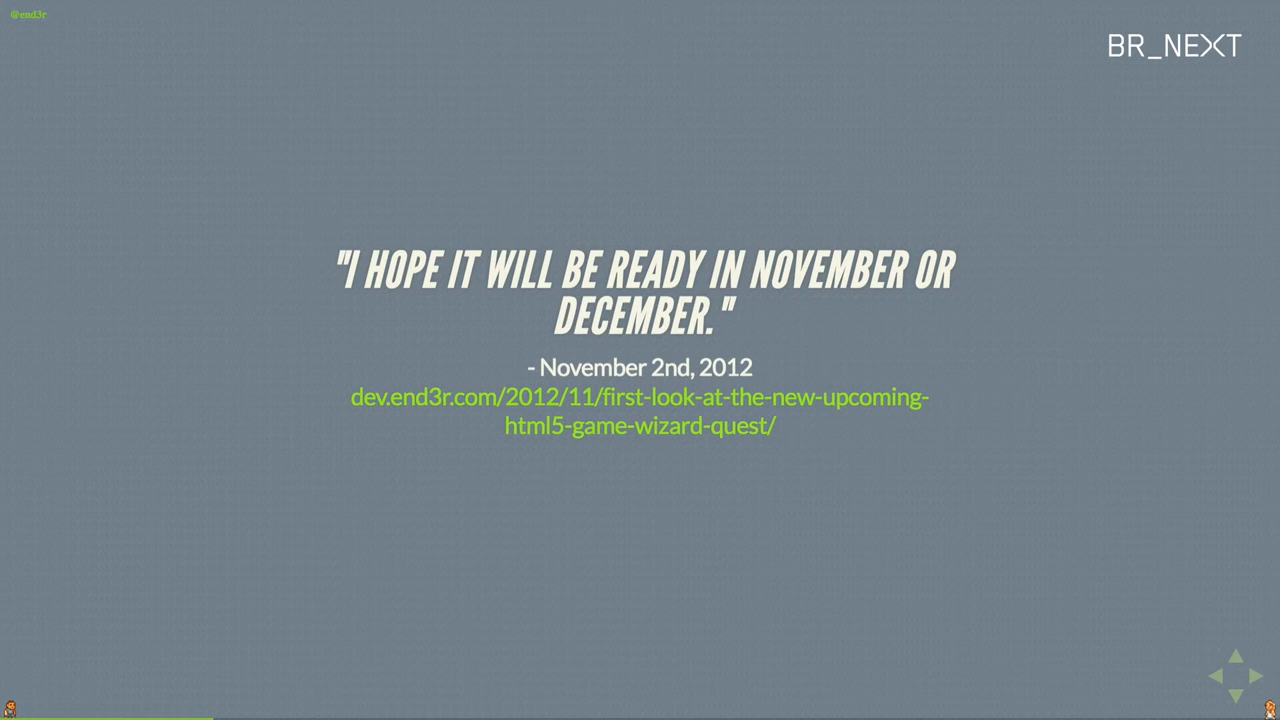 @end3r
BR_NEXT
"I HOPE IT WILL BE READY IN NOVEMBER OR
DECEMBER."
- November 2nd, 2012
dev.end3r.com/2012/11/first-look-at-the-new-upcoming-
html5-game-wizard-quest/